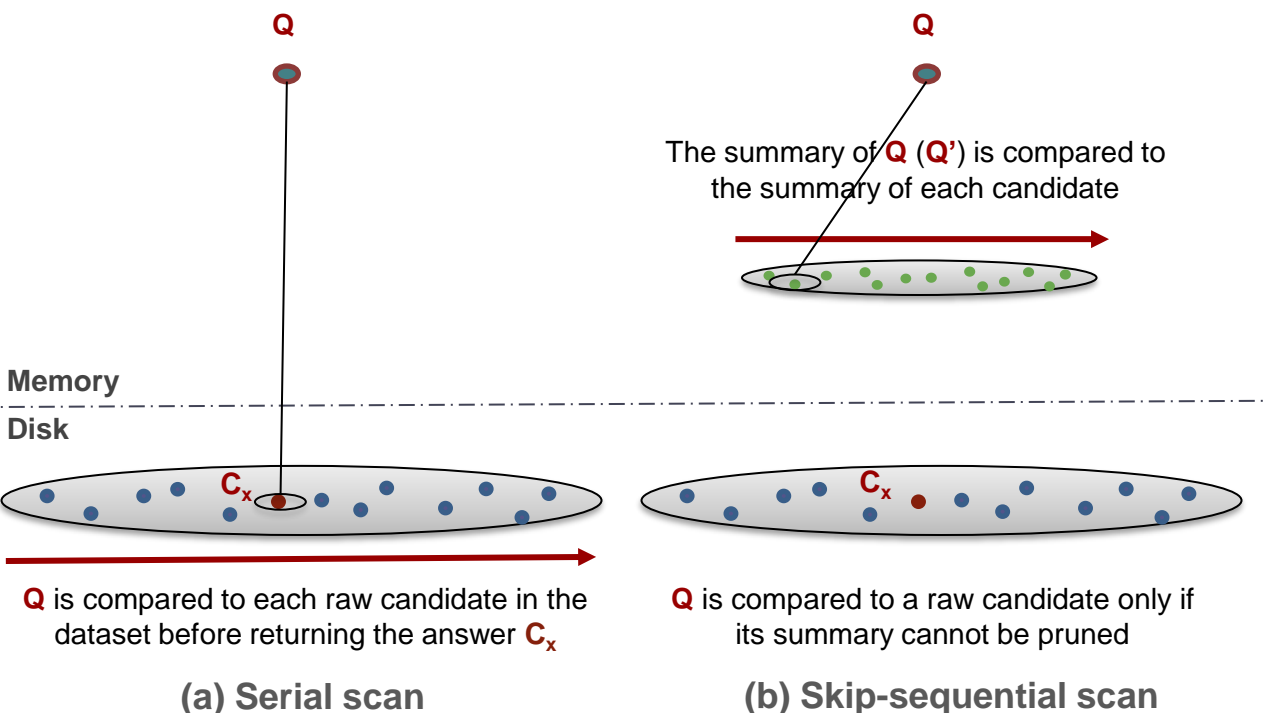 Q
Q
The summary of Q (Q’) is compared to
the summary of each candidate
Memory
Disk
Cx
Cx
Q is compared to each raw candidate in the
dataset before returning the answer Cx
Q is compared to a raw candidate only if
its summary cannot be pruned
(a) Serial scan
(b) Skip-sequential scan